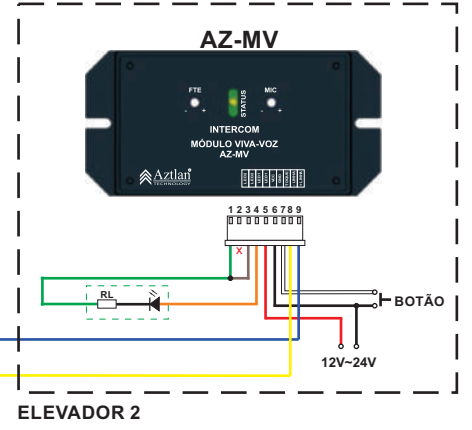 AZ-MV
FTE
MIC
STATUS
- +
- +
INTERCOM
MÓDULO VIVA-VOZ
AZ-MV
Aztlan
TECHNOLOGY
1 2 3 4 5 6 7 8 9
X
RL
BOTÃO
12V~24V
ELEVADOR 2